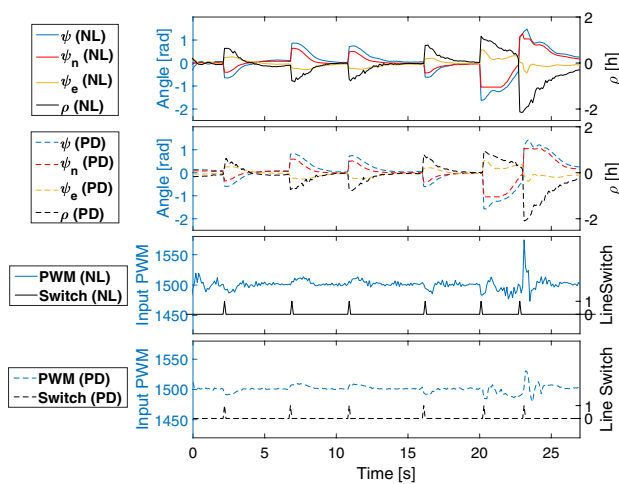 ψ (NL)
ψn (NL)
ψe (NL)
ρ (NL)
Angle [rad]
1
0
-1
-2
2
0
-2
ρ [h]
ψ (PD)
ψn (PD)
ψe (PD)
ρ (PD)
Angle [rad]
1
0
-1
-2
2
0
-2
ρ [h]
PWM (NL)
Switch (NL)
Input PWM
1550
1500
1450
1
0
LineSwitch
PWM (PD)
Switch (PD)
Input PWM
1550
1500
1450
1
0
Line Switch
0 5 10 15 20 25
Time [s]